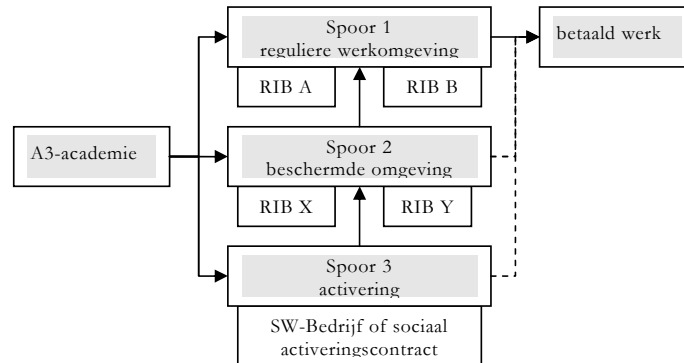 Spoor 1
reguliere werkomgeving
betaald werk
RIB A
RIB B
A3-academie
Spoor 2
beschermde omgeving
RIB X
RIB Y
Spoor 3
activering
SW-Bedrijf of sociaal
activeringscontract